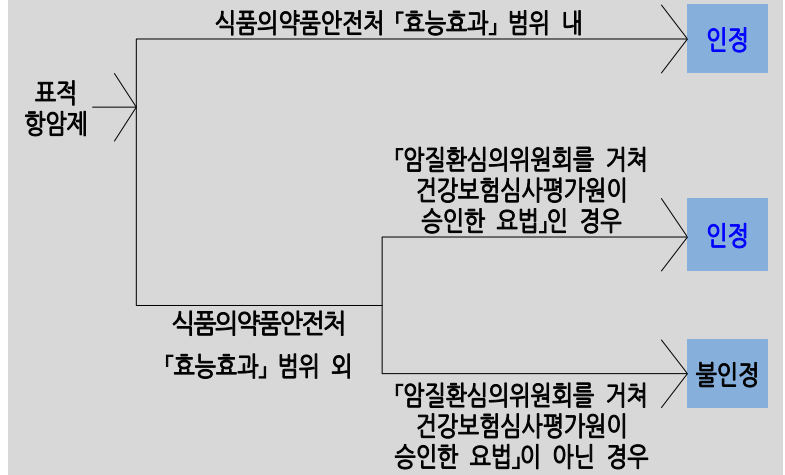 식품의약품안전처 「효능효과」 범위 내
인정
표적
항암제
「암질환심의위원회를 거쳐
건강보험심사평가원이
승인한 요법」인 경우
인정
식품의약품안전처
「효능효과」 범위 외
불인정
「암질환심의위원회를 거쳐
건강보험심사평가원이
승인한 요법」이 아닌 경우